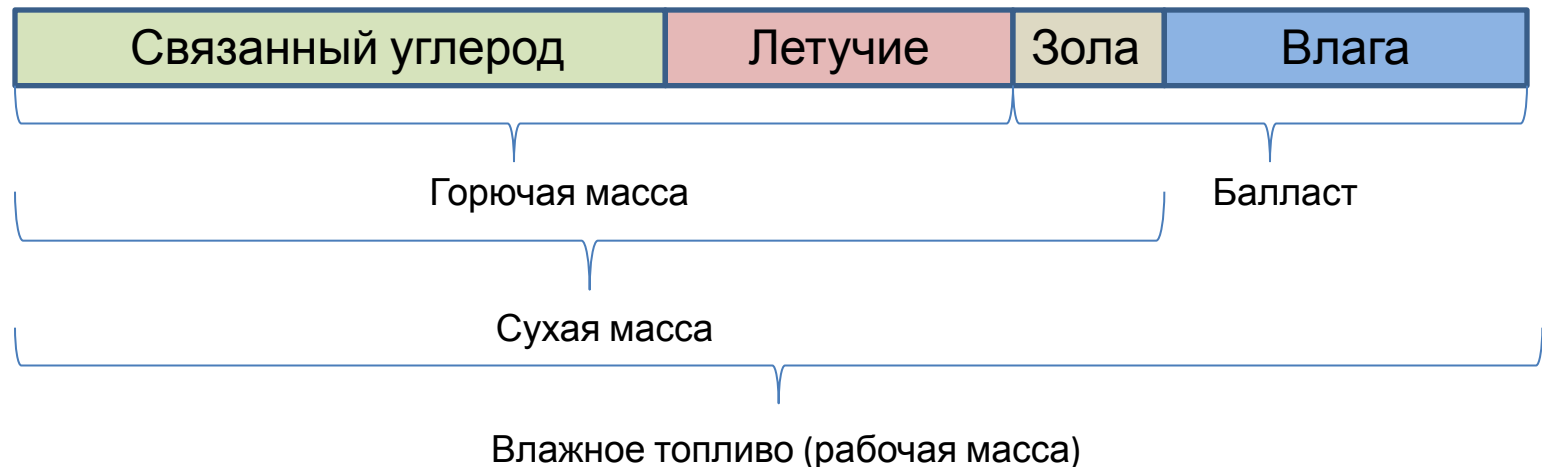 Связанный углерод Летучие Зола Влага
Горючая масса Балласт
Сухая масса
Влажное топливо (рабочая масса)